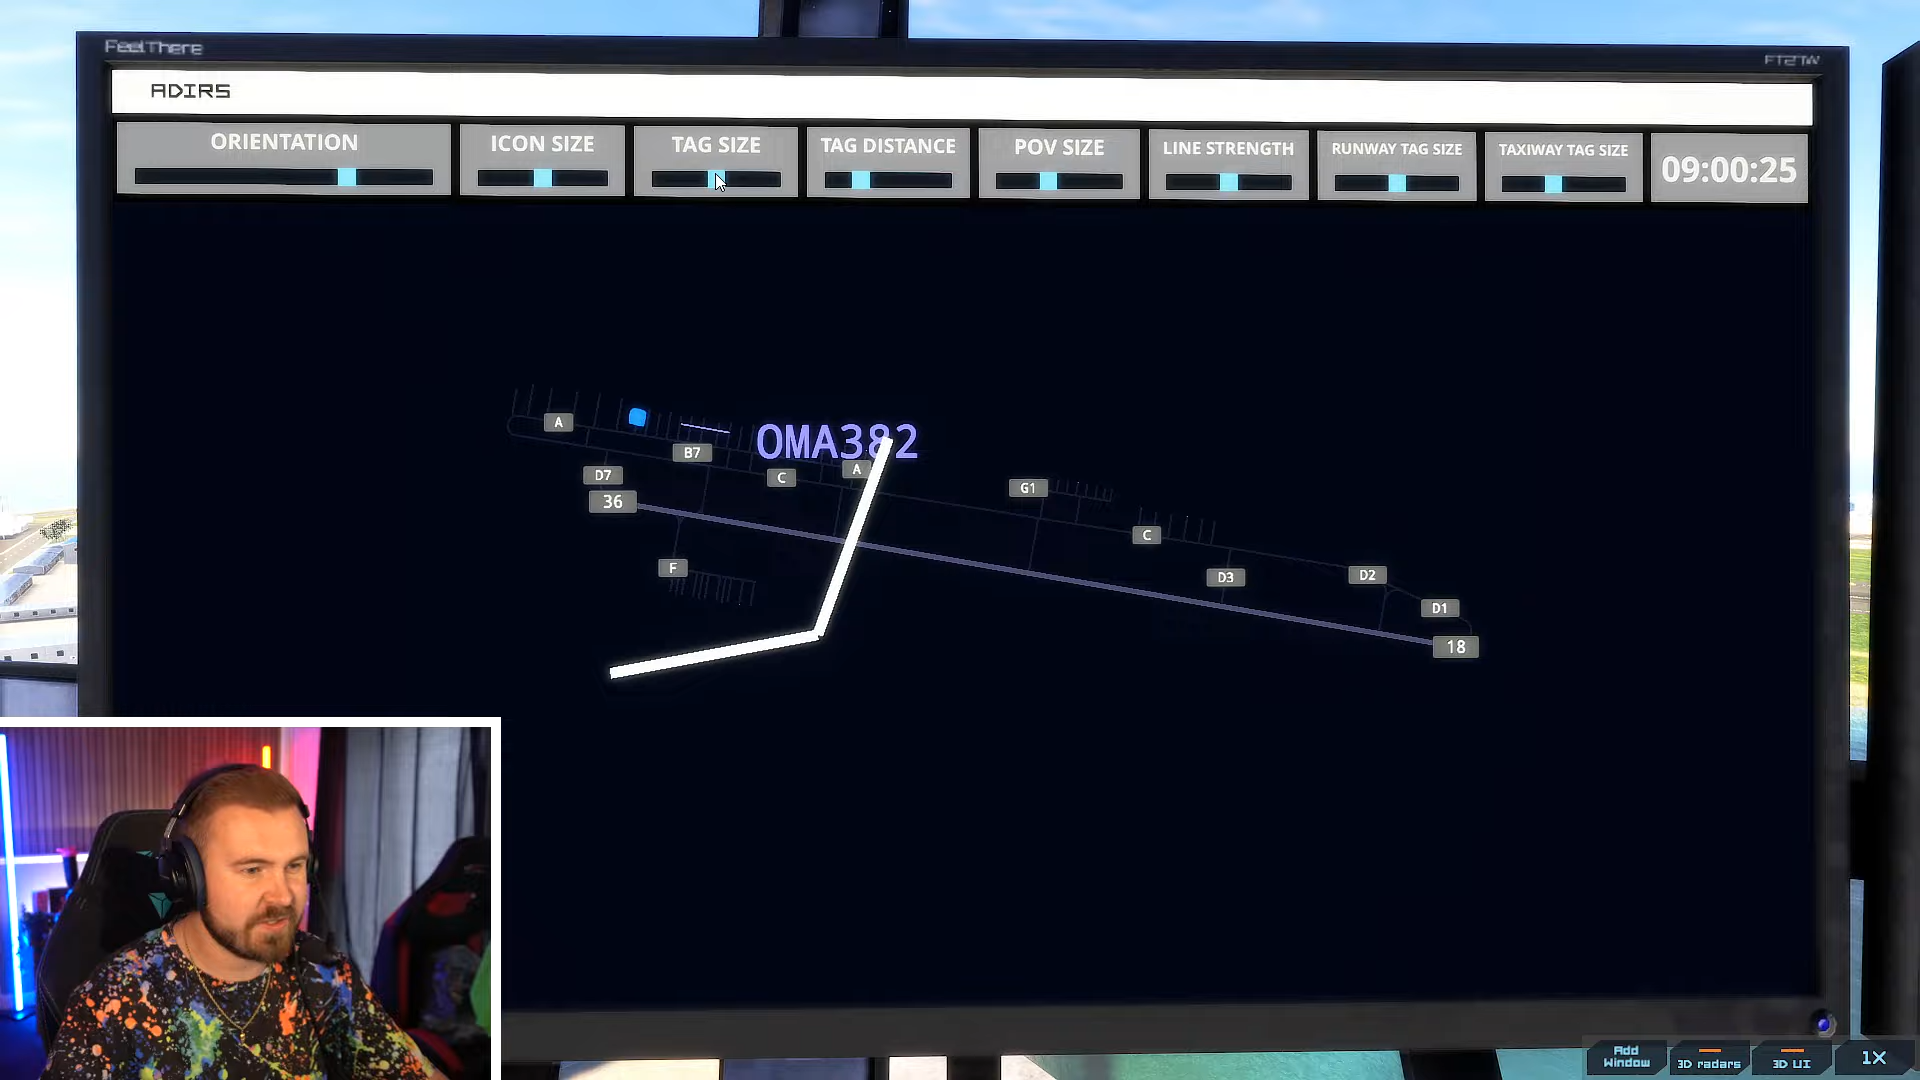 FeelThere
FT27W
ADIRS
ORIENTATION
ICON SIZE
TAG SIZE
TAG DISTANCE
POV SIZE
LINE STRENGTH
RUNWAY TAG SIZE
TAXIWAY TAG SIZE
09:00:25
A
OMA382
B7
A
C
D7
36
G1
C
F
D3
D2
D1
18
Add
Window
3D radars
3D UI
1X